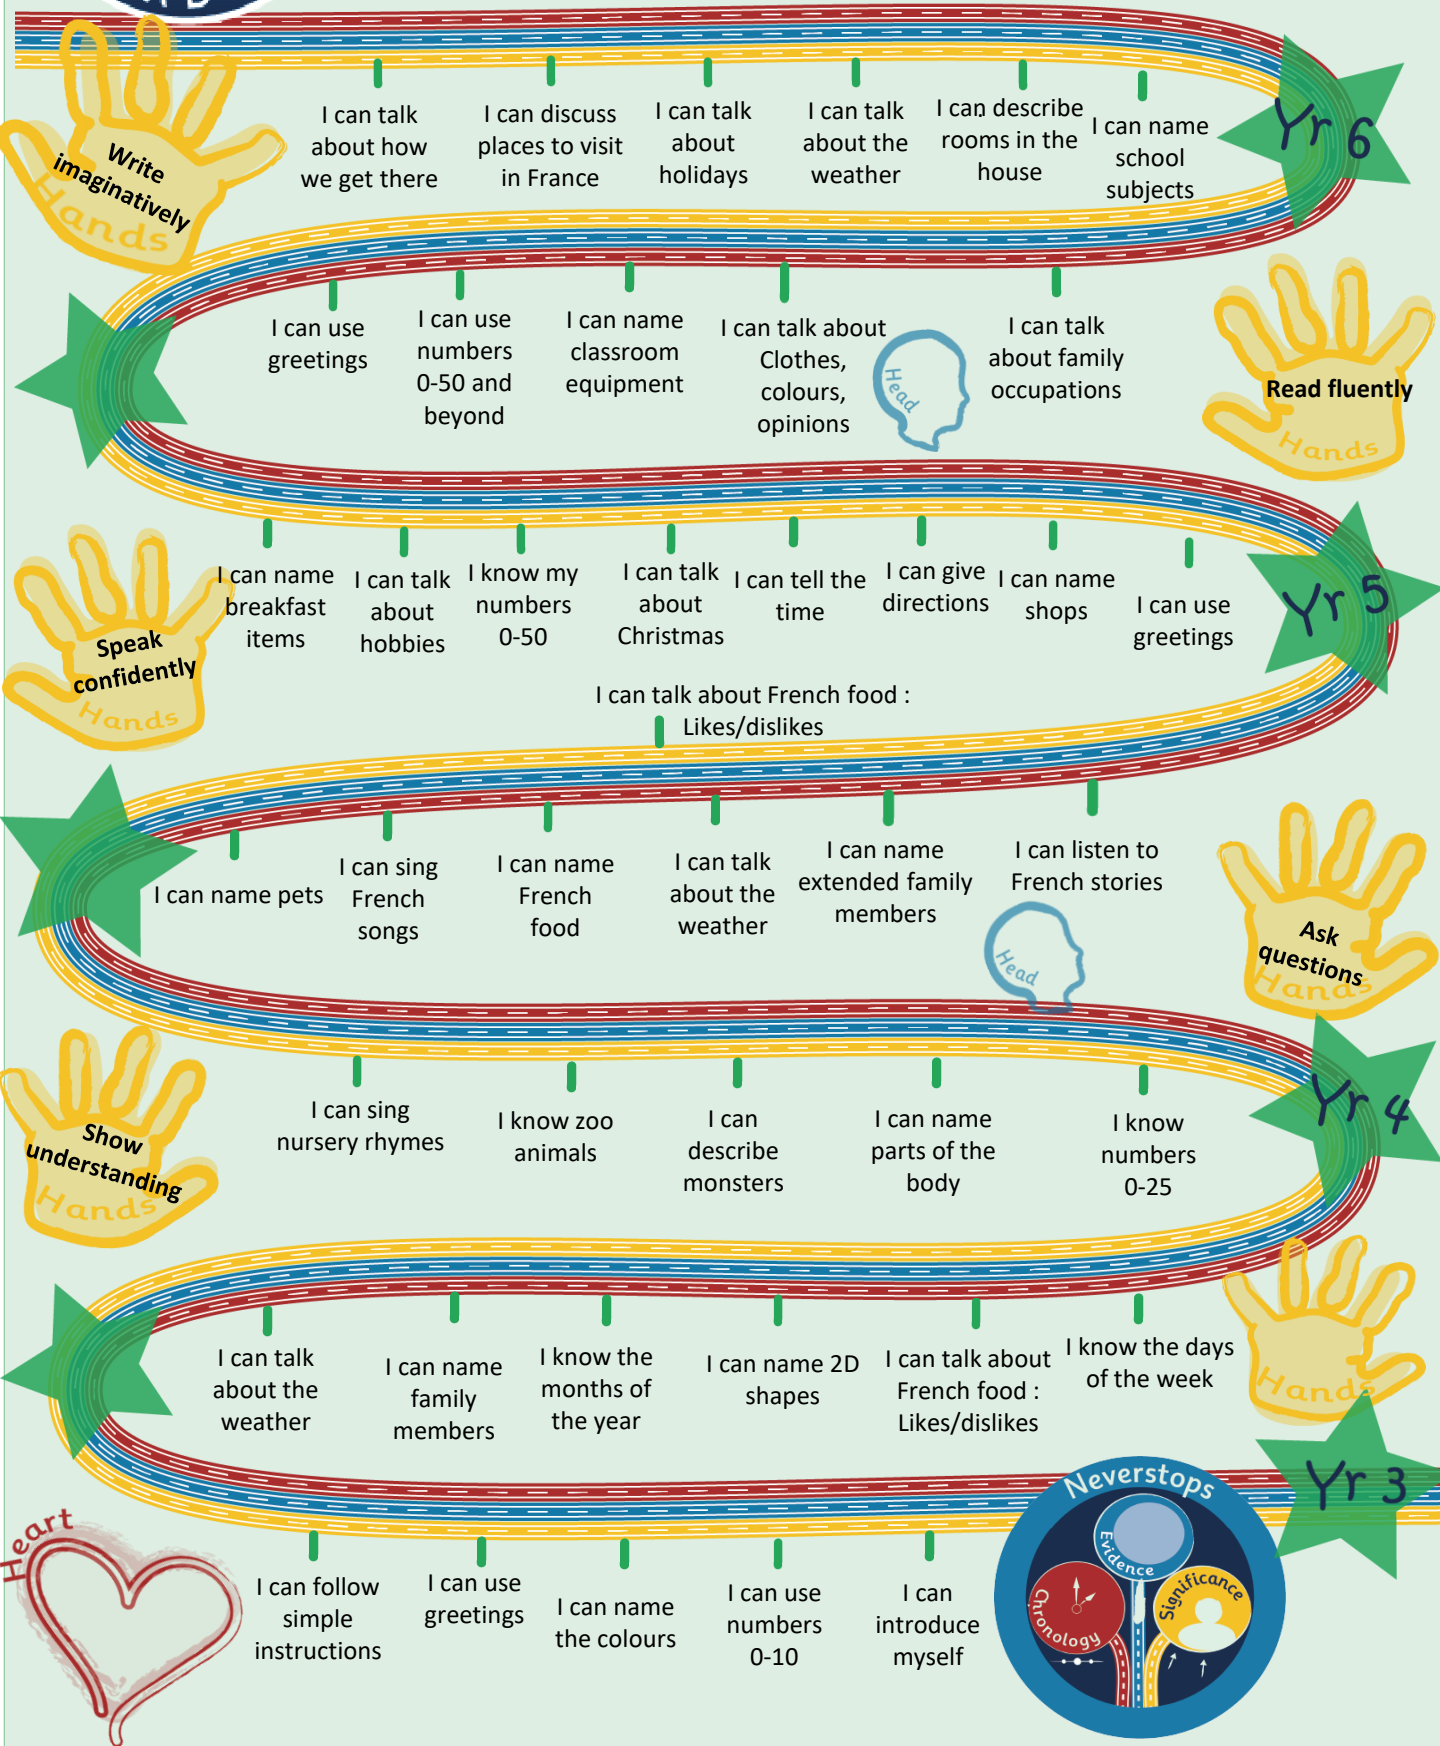 A D
I can talk
about how
we get there
I can discuss
places to visit
in France
I can talk
about
holidays
I can talk
about the
weather
I can describe
rooms in the
house
I can name
school
subjects
Yr 6
Write
imaginatively
Hands
I can use
greetings
I can use
numbers
0-50 and
beyond
I can name
classroom
equipment
I can talk about
Clothes,
colours,
opinions
Head
I can talk
about family
occupations
Read fluently
Hands
I can name
breakfast
items
I can talk
about
hobbies
I know my
numbers
0-50
I can talk
about
Christmas
I can tell the
time
I can give
directions
I can name
shops
I can use
greetings
Yr 5
Speak
confidently
Hands
I can talk about French food :
Likes/dislikes
I can name pets
I can sing
French
songs
I can name
French
food
I can talk
about the
weather
I can name
extended family
members
I can listen to
French stories
Head
Ask
questions
Hands
I can sing
nursery rhymes
I know zoo
animals
I can
describe
monsters
I can name
parts of the
body
I know
numbers
0-25
Yr 4
Show
understanding
Hands
I can talk
about the
weather
I can name
family
members
I know the
months of
the year
I can name 2D
shapes
I can talk about
French food :
Likes/dislikes
I know the days
of the week
Hands
Yr 3
Heart
I can follow
simple
instructions
I can use
greetings
I can name
the colours
I can use
numbers
0-10
I can
introduce
myself
Neverstops
Evidence
Chronology
Significance